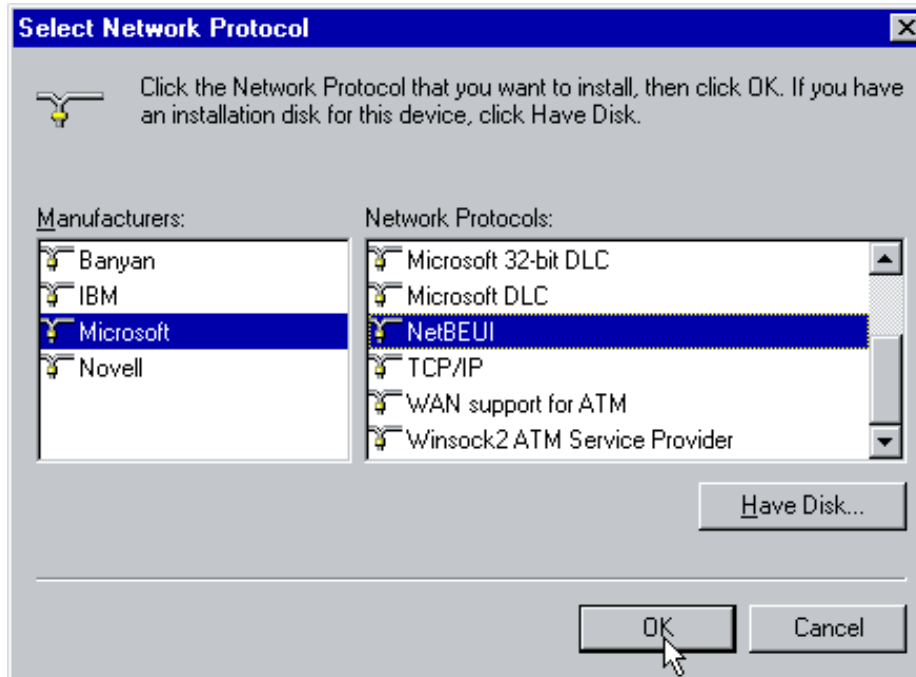 Select Network Protocol
Click the Network Protocol that you want to install, then click OK. If you have
an installation disk for this device, click Have Disk.
Manufacturers:
Banyan
IBM
Microsoft
Novell
Network Protocols:
Microsoft 32-bit DLC
Microsoft DLC
NetBEUI
TCP/IP
WAN support for ATM
Winsock2 ATM Service Provider
Have Disk...
OK
Cancel